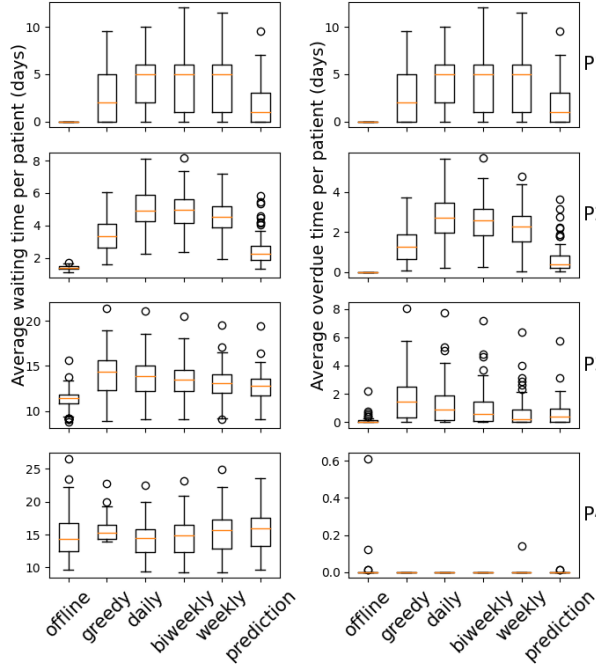 Average waiting time per patient (days)
Average overdue time per patient (days)
10
5
0
10
5
0
P
8
6
4
2
4
2
0
20
15
10
8
6
4
2
0
25
20
15
10
0.6
0.4
0.2
0.0
offline
greedy
daily
biweekly
weekly
prediction
offline
greedy
daily
biweekly
weekly
prediction